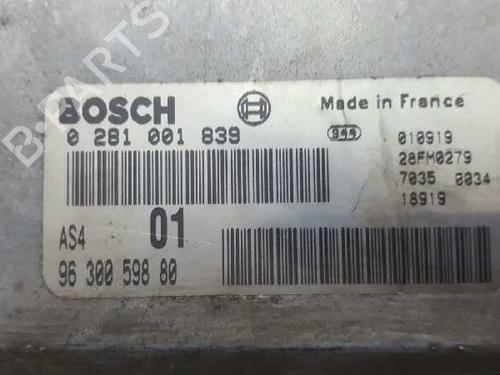 B-PARTS
BOSCH
Made in France
0 281 001 839
944 010919
28FM0279
7035 0034
18919
AS4 01
96 300 598 80